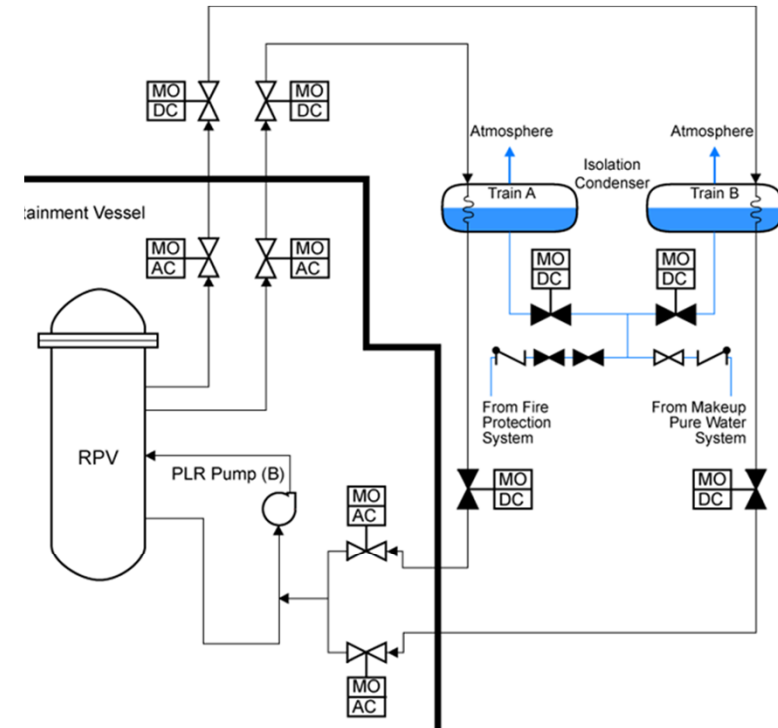 MO
DC
MO
DC
Atmosphere
Atmosphere
Isolation
Condenser
Train A
Train B
tainment Vessel
MO
AC
MO
AC
MO
DC
MO
DC
From Fire
Protection
System
From Makeup
Pure Water
System
RPV
PLR Pump (B)
MO
AC
MO
DC
MO
DC
MO
AC